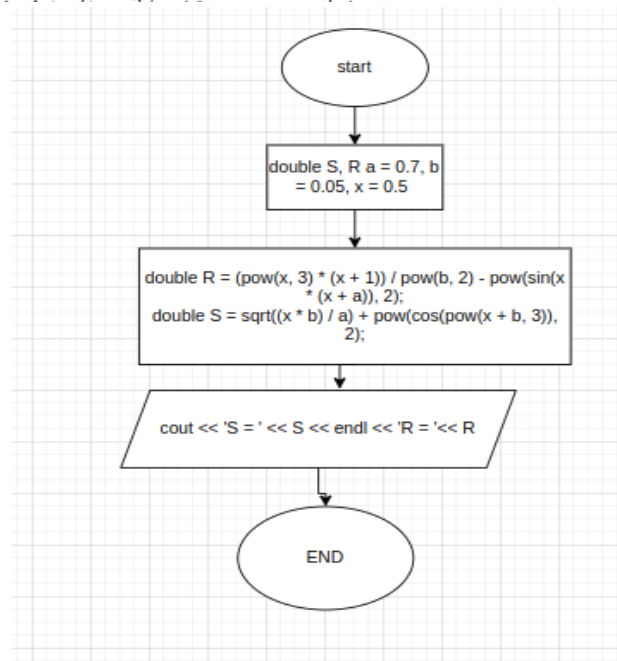 start
double S, R a = 0.7, b
= 0.05, x = 0.5
double R = (pow(x, 3) * (x + 1)) / pow(b, 2) - pow(sin(x
* (x + a)), 2);
double S = sqrt((x * b) / a) + pow(cos(pow(x + b, 3)),
2);
cout << 'S = ' << S << endl << 'R = '<< R
END